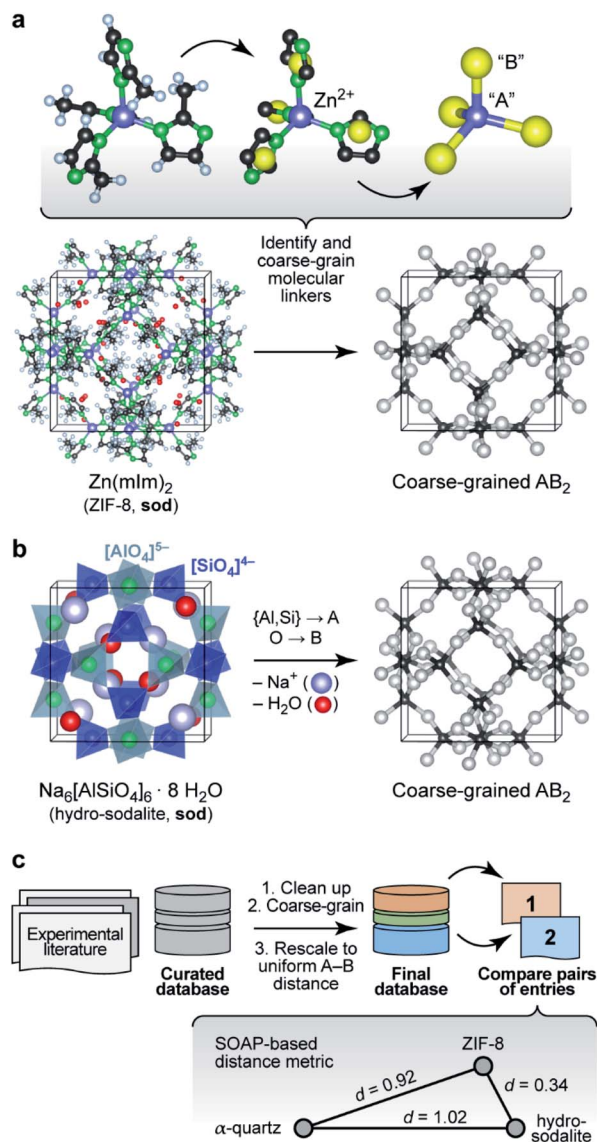 a
“B”
“A”
Zn²⁺
Identify and
coarse-grain
molecular
linkers
Zn(mIm)₂
(ZIF-8, sod)
Coarse-grained AB₂
b
[AlO₄]⁵⁻
[SiO₄]⁴⁻
{Al,Si} → A
O → B
– Na⁺ ( )
– H₂O ( )
Na₆[AlSiO₄]₆ · 8 H₂O
(hydro-sodalite, sod)
Coarse-grained AB₂
c
Experimental
literature
Curated
database
1. Clean up
2. Coarse-grain
3. Rescale to
uniform A–B
distance
Final
database
1
2
Compare pairs
of entries
SOAP-based
distance metric
ZIF-8
d = 0.92
d = 0.34
d = 1.02
α-quartz
hydro-
sodalite